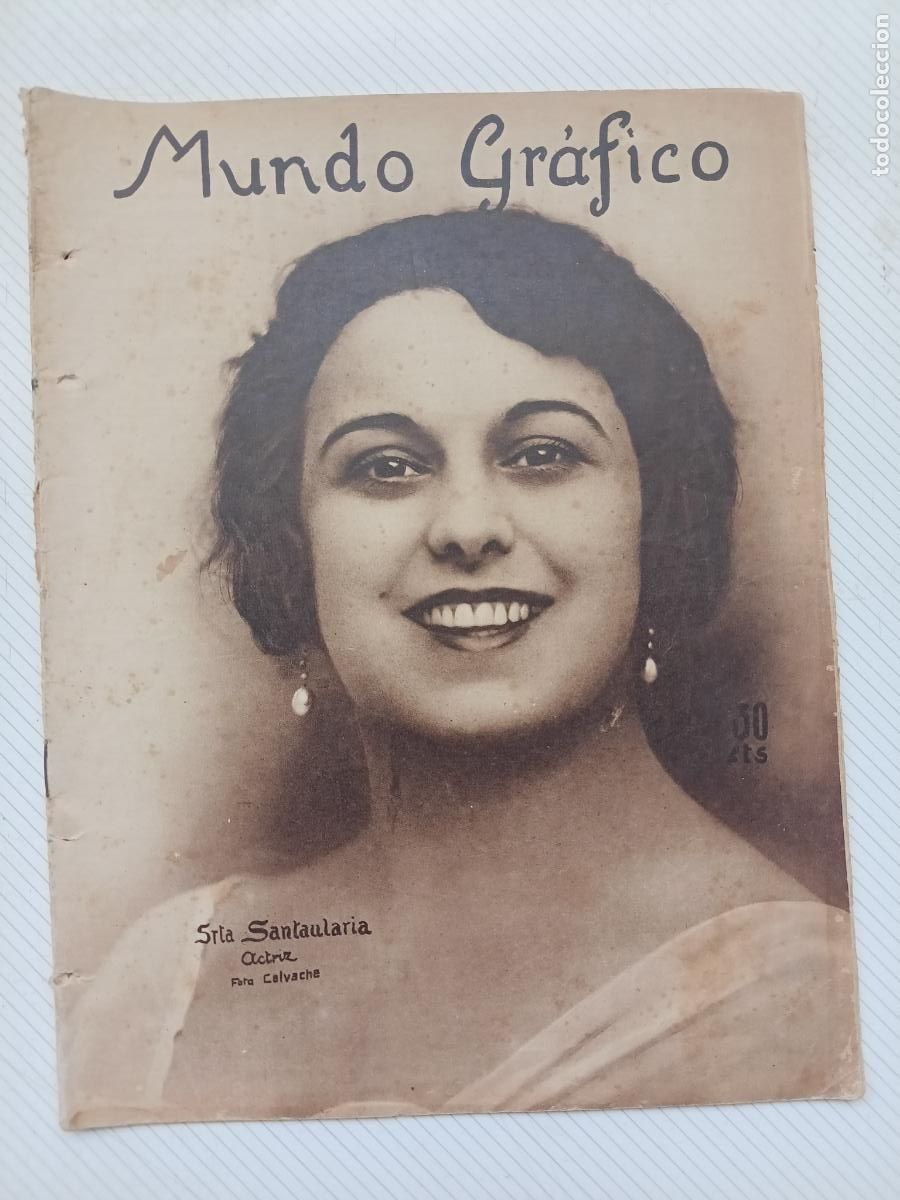 Mundo Gráfico
30
cts
Srta Santaularia
Actriz
Foto Calvache
todocoleccion